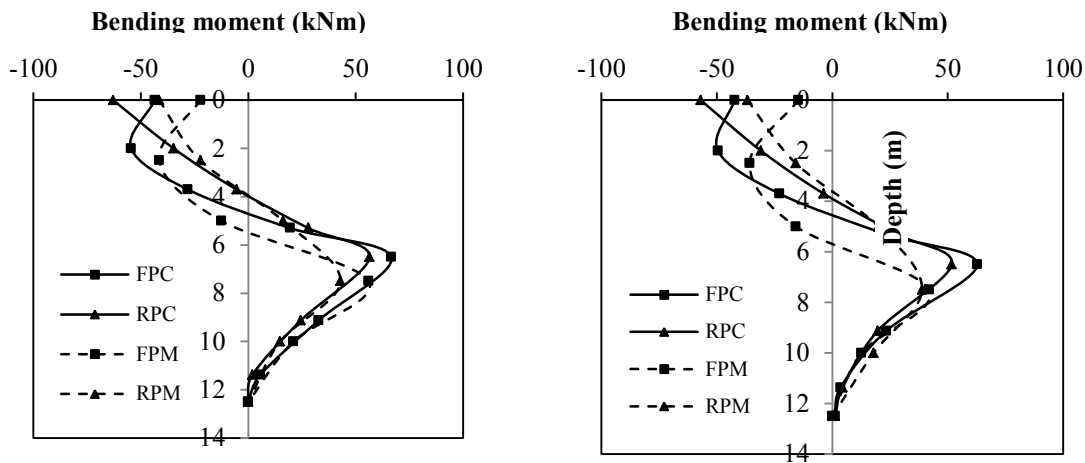 Bending moment (kNm)
-100 -50 0 50 100
0
2
4
6
8
10
12
14
FPC
RPC
FPM
RPM
Bending moment (kNm)
-100 -50 0 50 100
0
2
4
6
8
10
12
14
Depth (m)
FPC
RPC
FPM
RPM